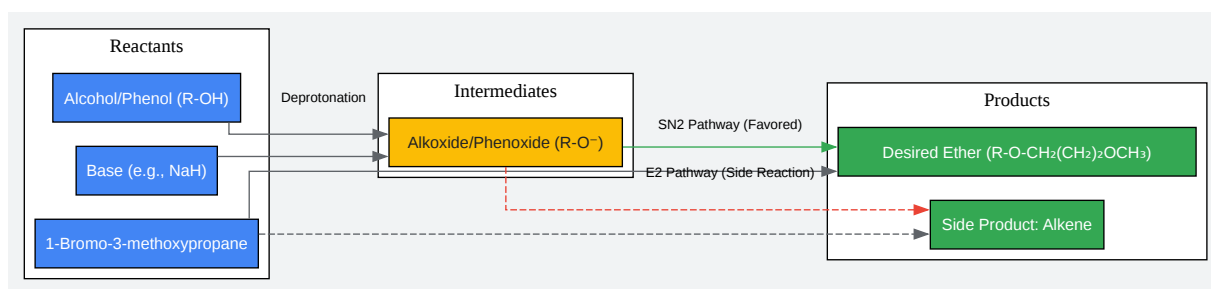 Reactants
Alcohol/Phenol (R-OH)
Base (e.g., NaH)
1-Bromo-3-methoxypropane
Deprotonation
Intermediates
Alkoxide/Phenoxide (R-O⁻)
SN2 Pathway (Favored)
E2 Pathway (Side Reaction)
Products
Desired Ether (R-O-CH₂(CH₂)₂OCH₃)
Side Product: Alkene